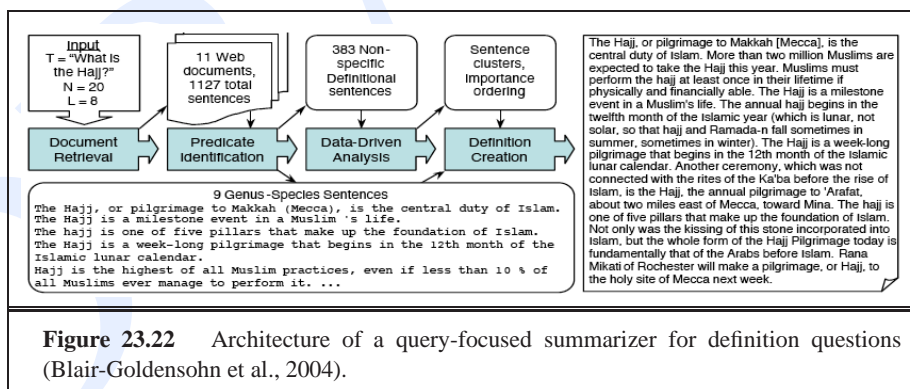 Input
T = "What is
the Hajj?"
N = 20
L = 8
11 Web
documents,
1127 total
sentences
383 Non-
specific
Definitional
sentences
Sentence
clusters,
Importance
ordering
Document
Retrieval
Predicate
Identification
Data-Driven
Analysis
Definition
Creation
9 Genus-Species Sentences
The Hajj, or pilgrimage to Makkah (Mecca), is the central duty of Islam.
The Hajj is a milestone event in a Muslim 's life.
The hajj is one of five pillars that make up the foundation of Islam.
The Hajj is a week-long pilgrimage that begins in the 12th month of the
Islamic lunar calendar.
Hajj is the highest of all Muslim practices, even if less than 10 % of
all Muslims ever manage to perform it. ...
The Hajj, or pilgrimage to Makkah [Mecca], is the
central duty of Islam. More than two million Muslims are
expected to take the Hajj this year. Muslims must
perform the hajj at least once in their lifetime if
physically and financially able. The Hajj is a milestone
event in a Muslim's life. The annual hajj begins in the
twelfth month of the Islamic year (which is lunar, not
solar, so that hajj and Ramada-n fall sometimes in
summer, sometimes in winter). The Hajj is a week-long
pilgrimage that begins in the 12th month of the Islamic
lunar calendar. Another ceremony, which was not
connected with the rites of the Ka'ba before the rise of
Islam, is the Hajj, the annual pilgrimage to 'Arafat,
about two miles east of Mecca, toward Mina. The hajj is
one of five pillars that make up the foundation of Islam.
Not only was the kissing of this stone incorporated into
Islam, but the whole form of the Hajj Pilgrimage today is
fundamentally that of the Arabs before Islam. Rana
Mikati of Rochester will make a pilgrimage, or Hajj, to
the holy site of Mecca next week.
Figure 23.22 Architecture of a query-focused summarizer for definition questions
(Blair-Goldensohn et al., 2004).